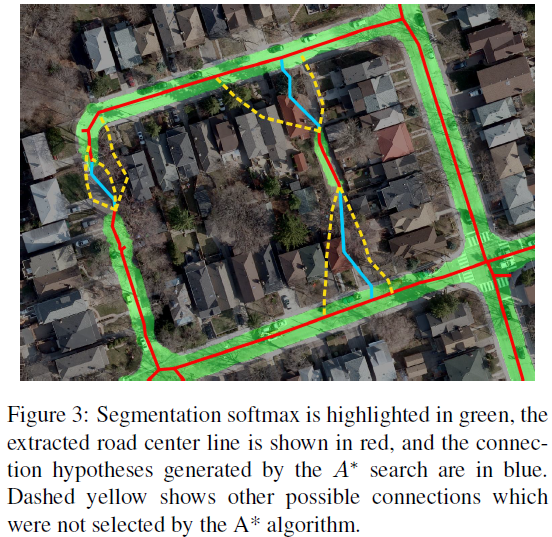 Figure 3: Segmentation softmax is highlighted in green, the
extracted road center line is shown in red, and the connec-
tion hypotheses generated by the A* search are in blue.
Dashed yellow shows other possible connections which
were not selected by the A* algorithm.